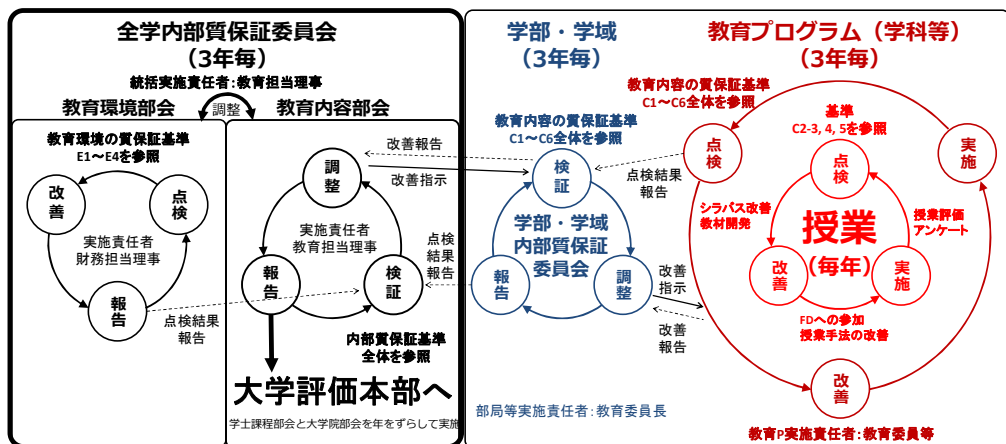 全学内部質保証委員会
（3年毎）
統括実施責任者：教育担当理事
教育環境部会
調整
教育内容部会
教育環境の質保証基準
E1～E4を参照
改善
点検
報告
実施責任者
財務担当理事
点検結果
報告
調整
報告
検証
実施責任者
教育担当理事
内部質保証基準
全体を参照
大学評価本部へ
学士課程部会と大学院部会を年をずらして実施
改善報告
改善指示
点検
結果
報告
学部・学域
（3年毎）
教育内容の質保証基準
C1～C6全体を参照
検証
学部・学域
内部質保証
委員会
報告
調整
点検結果
報告
改善
指示
改善
報告
部局等実施責任者：教育委員長
教育プログラム（学科等）
（3年毎）
教育内容の質保証基準
C1～C6全体を参照
点検
実施
改善
基準
C2-3, 4, 5を参照
点検
シラバス改善
教材開発
授業評価
アンケート
授業
（毎年）
改善
実施
FDへの参加
授業手法の改善
教育P実施責任者：教育委員等